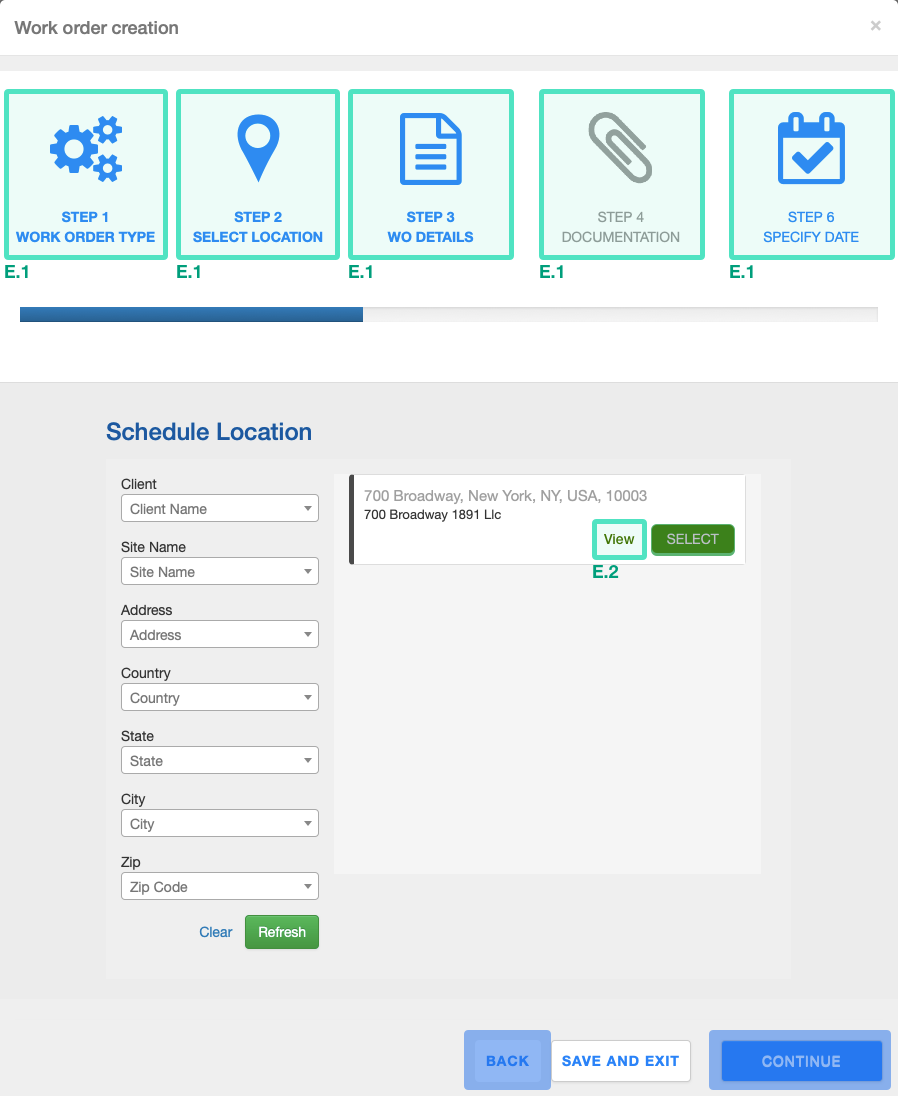 Work order creation
×
STEP 1
WORK ORDER TYPE
E.1
STEP 2
SELECT LOCATION
E.1
STEP 3
WO DETAILS
E.1
STEP 4
DOCUMENTATION
E.1
STEP 6
SPECIFY DATE
E.1
Schedule Location
Client
Client Name
Site Name
Site Name
Address
Address
Country
Country
State
State
City
City
Zip
Zip Code
Clear Refresh
700 Broadway, New York, NY, USA, 10003
700 Broadway 1891 Llc
View SELECT
E.2
BACK SAVE AND EXIT CONTINUE